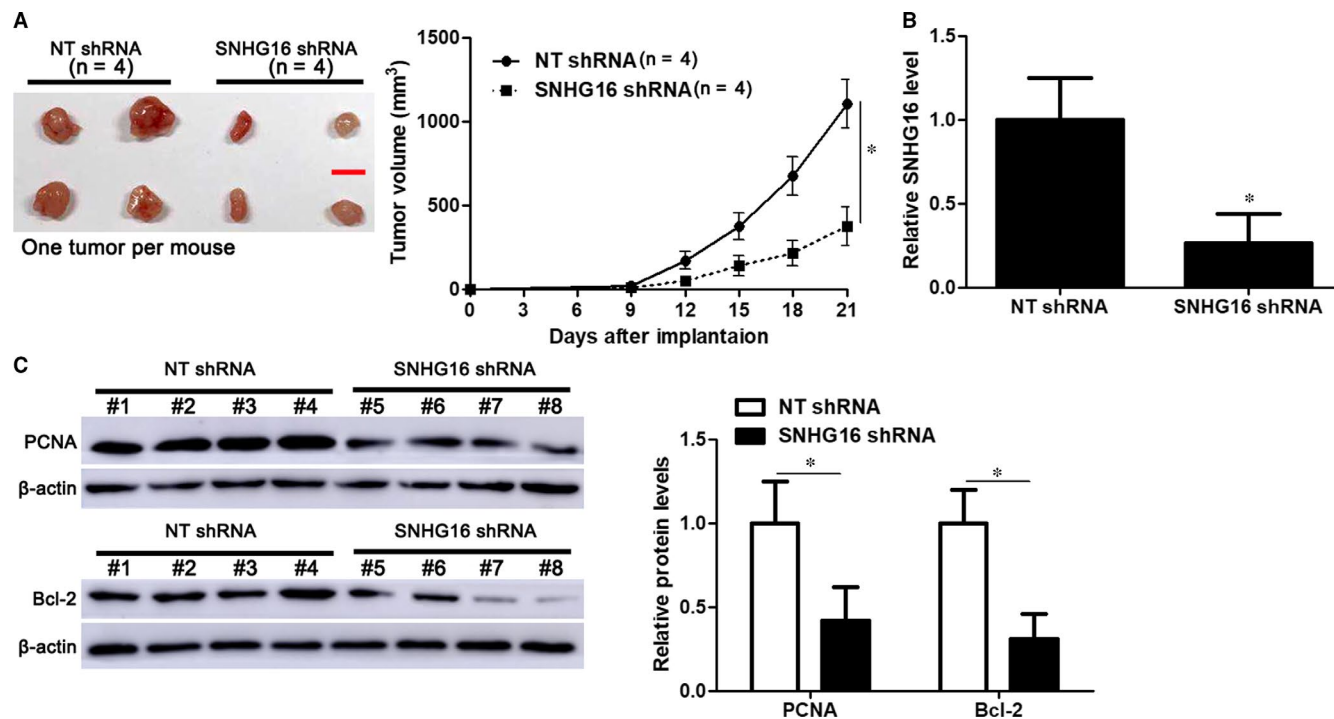 A
NT shRNA
(n = 4)
SNHG16 shRNA
(n = 4)
One tumor per mouse
Tumor volume (mm³)
1500
1000
500
0
NT shRNA(n = 4)
SNHG16 shRNA(n = 4)
*
0 3 6 9 12 15 18 21
Days after implantaion
B
Relative SNHG16 level
1.5
1.0
0.5
0.0
*
NT shRNA SNHG16 shRNA
C
NT shRNA SNHG16 shRNA
#1 #2 #3 #4 #5 #6 #7 #8
PCNA
β-actin
NT shRNA SNHG16 shRNA
#1 #2 #3 #4 #5 #6 #7 #8
Bcl-2
β-actin
NT shRNA
SNHG16 shRNA
Relative protein levels
1.5
1.0
0.5
0.0
* *
PCNA Bcl-2